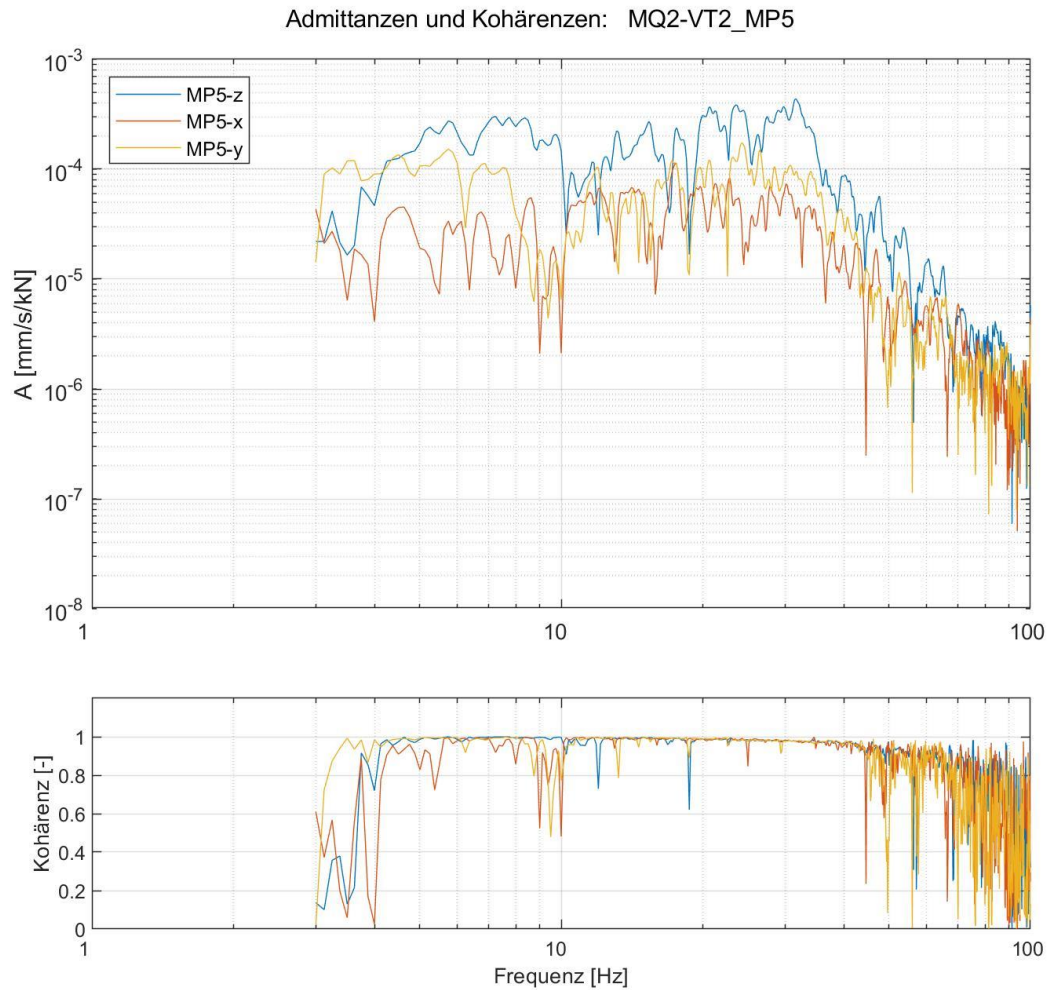 Admittanzen und Kohärenzen: MQ2-VT2_MP5
10-3
MP5-z
MP5-x
MP5-y
10-4
10-5
A [mm/s/kN]
10-6
10-7
10-8
1 10 100
1
0.8
0.6
Kohärenz [-]
0.4
0.2
0
1 10 100
Frequenz [Hz]